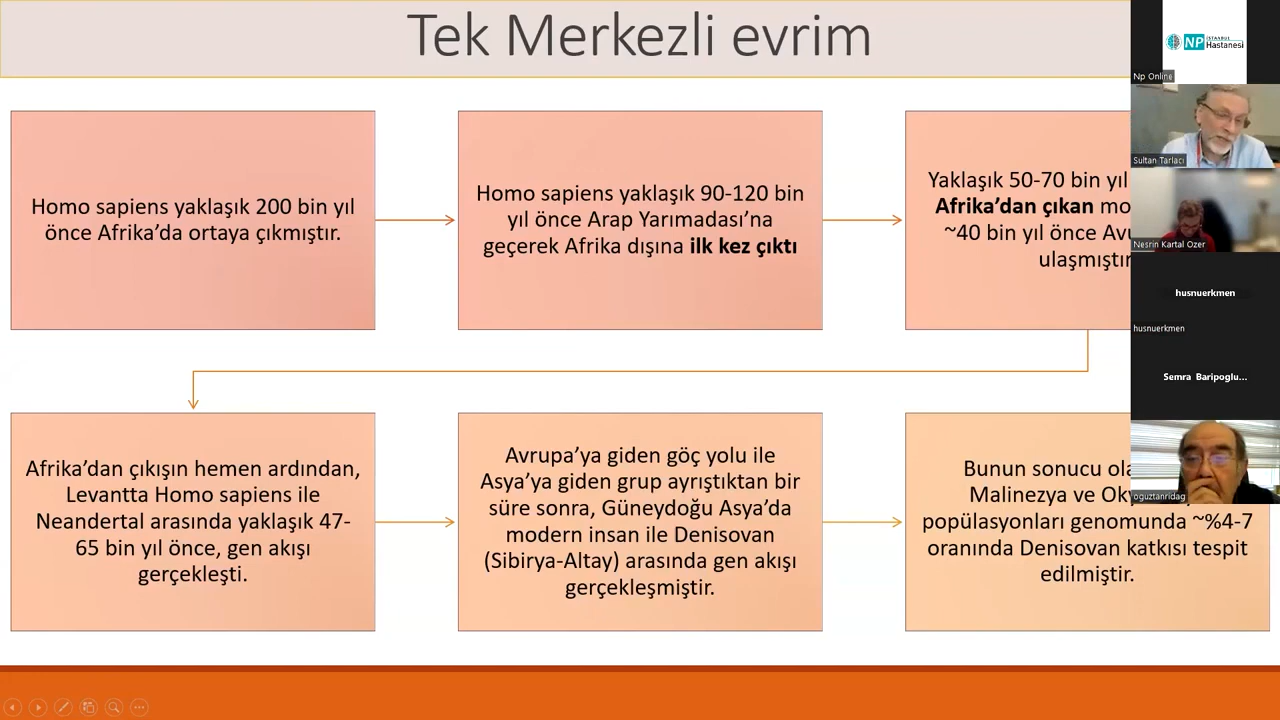 Tek Merkezli evrim
Homo sapiens yaklaşık 200 bin yıl
önce Afrika’da ortaya çıkmıştır.
Homo sapiens yaklaşık 90-120 bin
yıl önce Arap Yarımadası’na
geçerek Afrika dışına ilk kez çıktı
Yaklaşık 50-70 bin yıl
Afrika’dan çıkan
~40 bin yıl önce
Afrika’dan çıkışın hemen ardından,
Levantta Homo sapiens ile
Neandertal arasında yaklaşık 47-
65 bin yıl önce, gen akışı
gerçekleşti.
Avrupa’ya giden göç yolu ile
Asya’ya giden grup ayrıştıktan bir
süre sonra, Güneydoğu Asya’da
modern insan ile Denisovan
(Sibirya-Altay) arasında gen akışı
gerçekleşmiştir.
Bunun sonucu
Malinezya ve
popülasyonları genomunda ~%4-7
oranında Denisovan katkısı tespit
edilmiştir.
NP İSTANBUL
Hastanesi
Np Online
Sultan Tarlacı
Nesrin Kartal Ozer
husnuerkmen
husnuerkmen
Semra Baripoglu...
oguztanridag